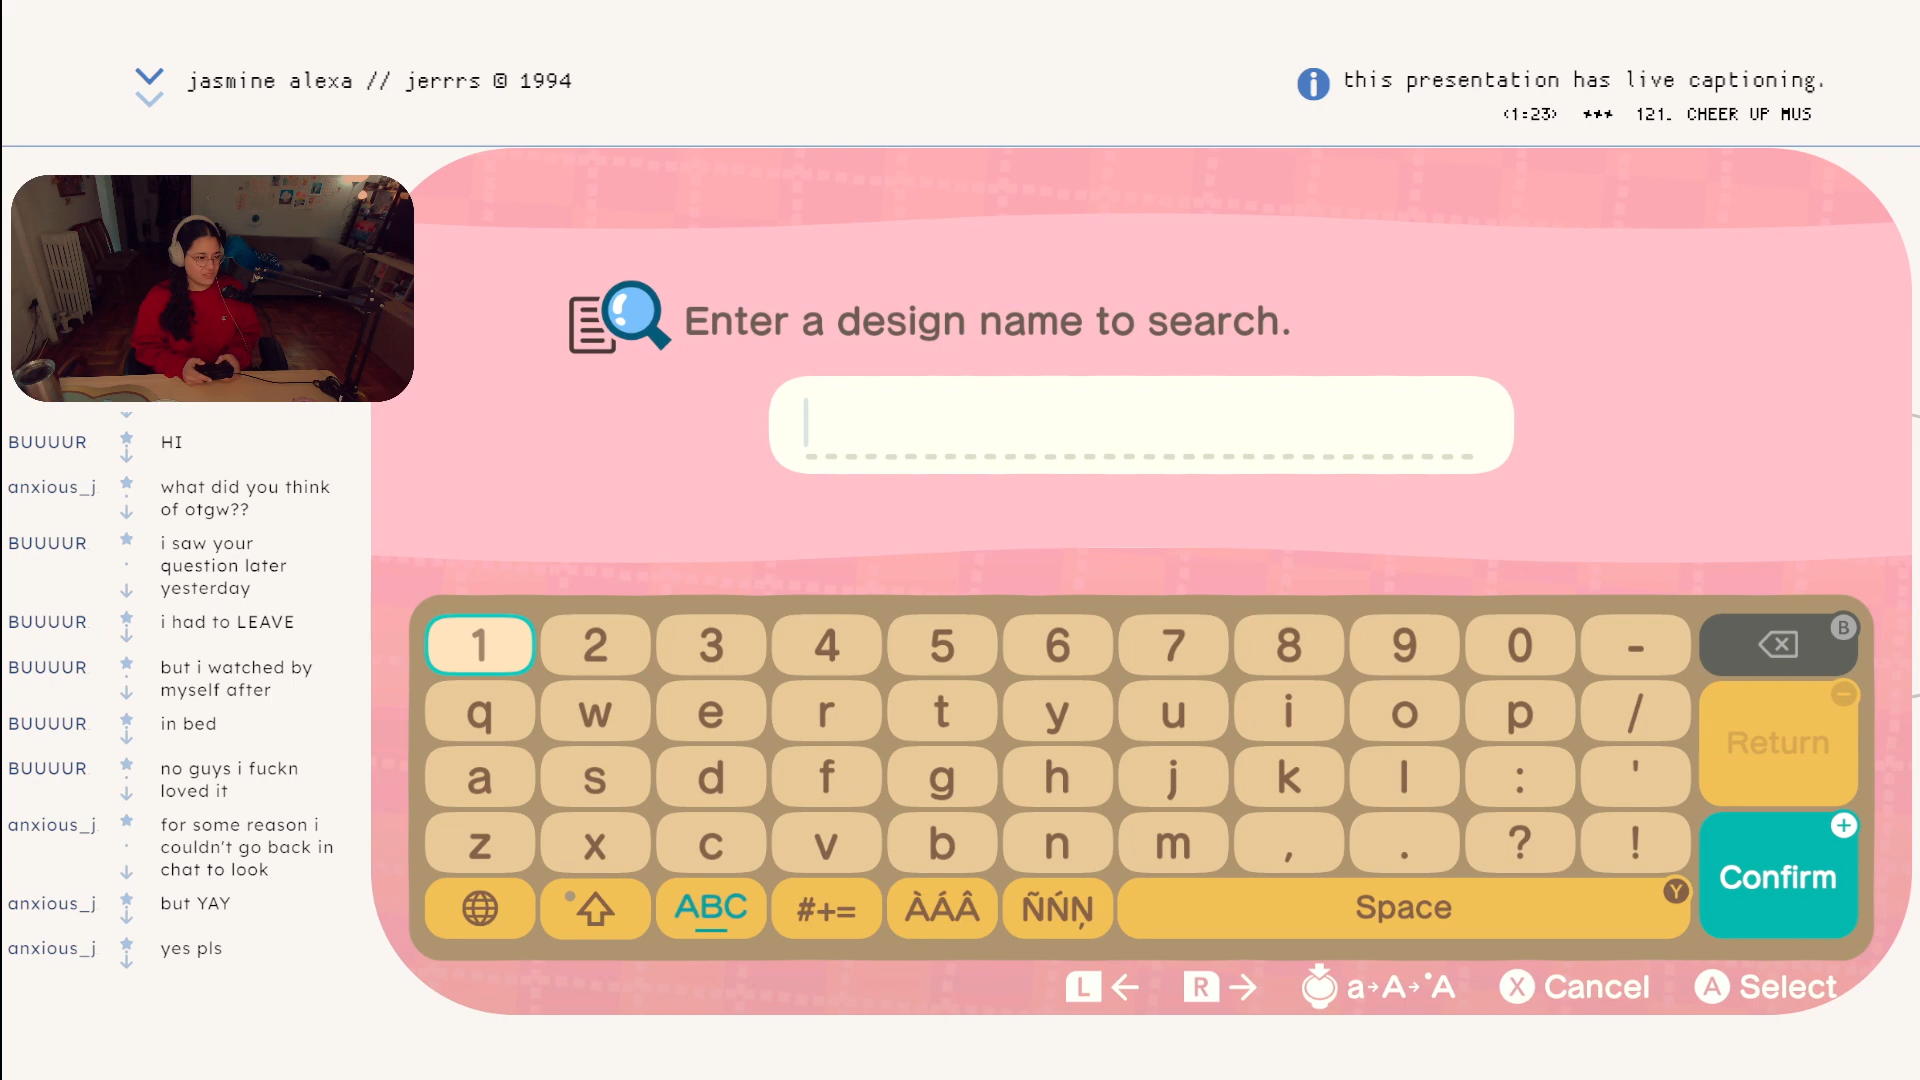 jasmine alexa // jerrrs © 1994
this presentation has live captioning.
<1:23> *** 121. CHEER UP MUS
BUUUUR HI
anxious_j what did you think
of otgw??
BUUUUR i saw your
question later
yesterday
BUUUUR i had to LEAVE
BUUUUR but i watched by
myself after
BUUUUR in bed
BUUUUR no guys i fuckn
loved it
anxious_j for some reason i
couldn't go back in
chat to look
anxious_j but YAY
anxious_j yes pls
Enter a design name to search.
1 2 3 4 5 6 7 8 9 0 - B
q w e r t y u i o p / Return
a s d f g h j k l : '
z x c v b n m , . ? ! Confirm
ABC #+= ÀÁÂ ÑŃŅ Space Y
L ← R → a→A→•A X Cancel A Select